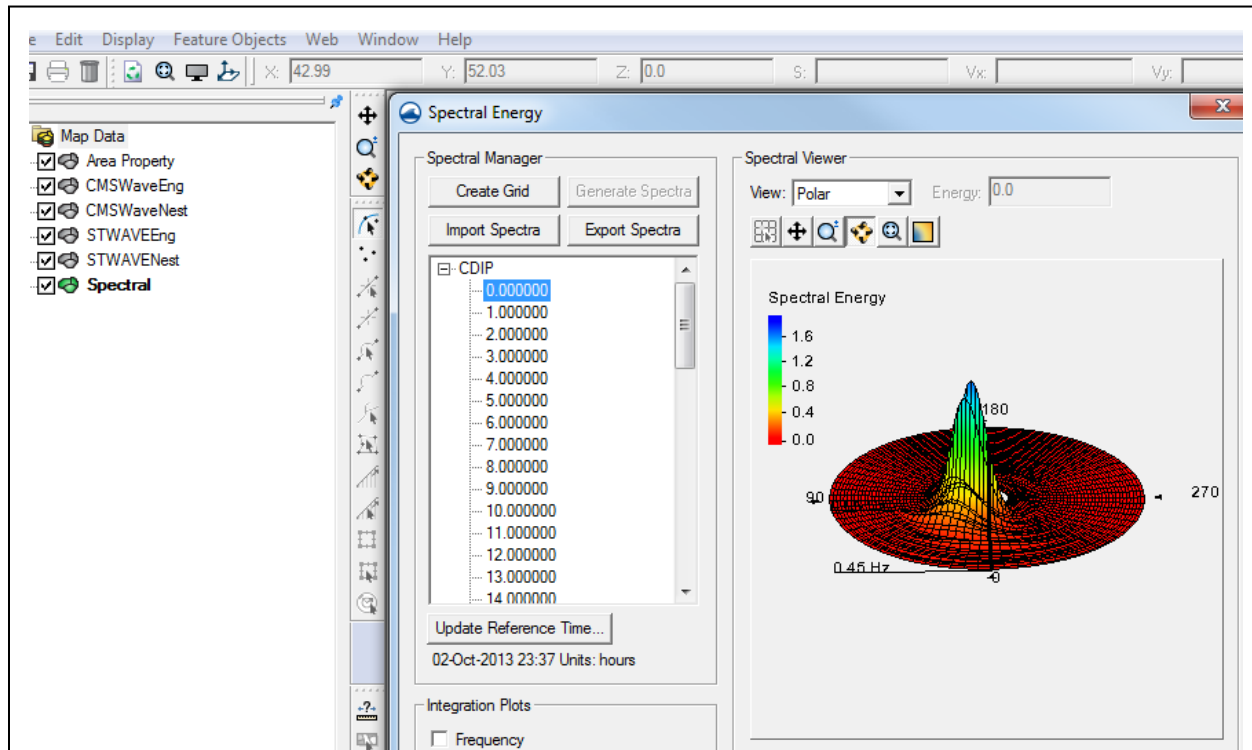 e Edit Display Feature Objects Web Window Help
X: 42.99 Y: 52.03 Z: 0.0 S: Vx: Vy:
Map Data
Area Property
CMSWaveEng
CMSWaveNest
STWAVEEng
STWAVENest
Spectral
Spectral Energy
X
Spectral Manager
Create Grid Generate Spectra
Import Spectra Export Spectra
CDIP
0.000000
1.000000
2.000000
3.000000
4.000000
5.000000
6.000000
7.000000
8.000000
9.000000
10.000000
11.000000
12.000000
13.000000
14.000000
Update Reference Time...
02-Oct-2013 23:37 Units: hours
Integration Plots
Frequency
Spectral Viewer
View: Polar Energy: 0.0
Spectral Energy
1.6
1.2
0.8
0.4
0.0
180
90
270
0.45 Hz
0